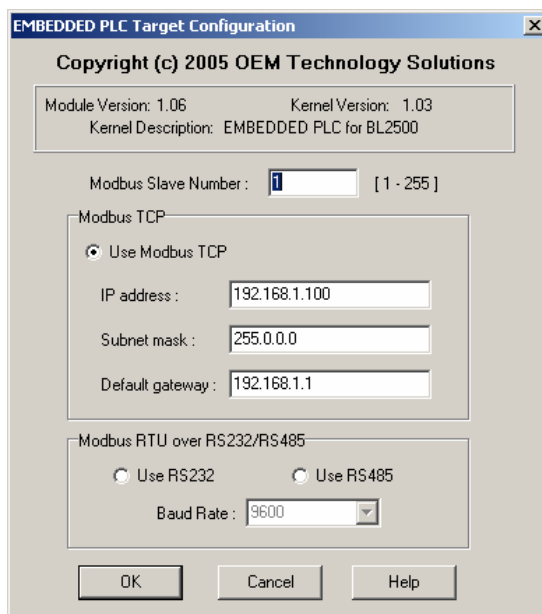 EMBEDDED PLC Target Configuration
Copyright (c) 2005 OEM Technology Solutions
Module Version: 1.06 Kernel Version: 1.03
Kernel Description: EMBEDDED PLC for BL2500
Modbus Slave Number : 1 [ 1 - 255 ]
Modbus TCP
Use Modbus TCP
IP address : 192.168.1.100
Subnet mask : 255.0.0.0
Default gateway : 192.168.1.1
Modbus RTU over RS232/RS485
Use RS232 Use RS485
Baud Rate : 9600
OK Cancel Help